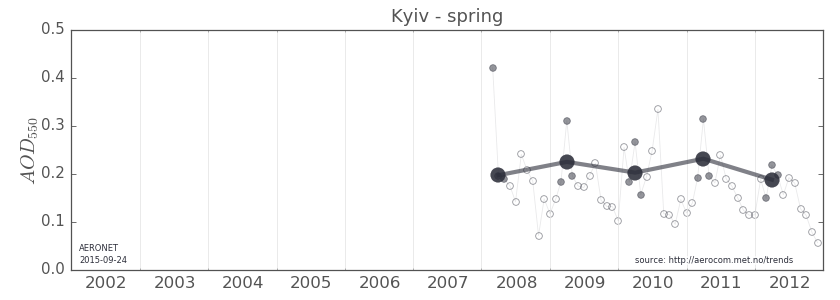 Kyiv - spring
0.5
0.4
0.3
0.2
0.1
0.0
AOD550
AERONET
2015-09-24
source: http://aerocom.met.no/trends
2002 2003 2004 2005 2006 2007 2008 2009 2010 2011 2012